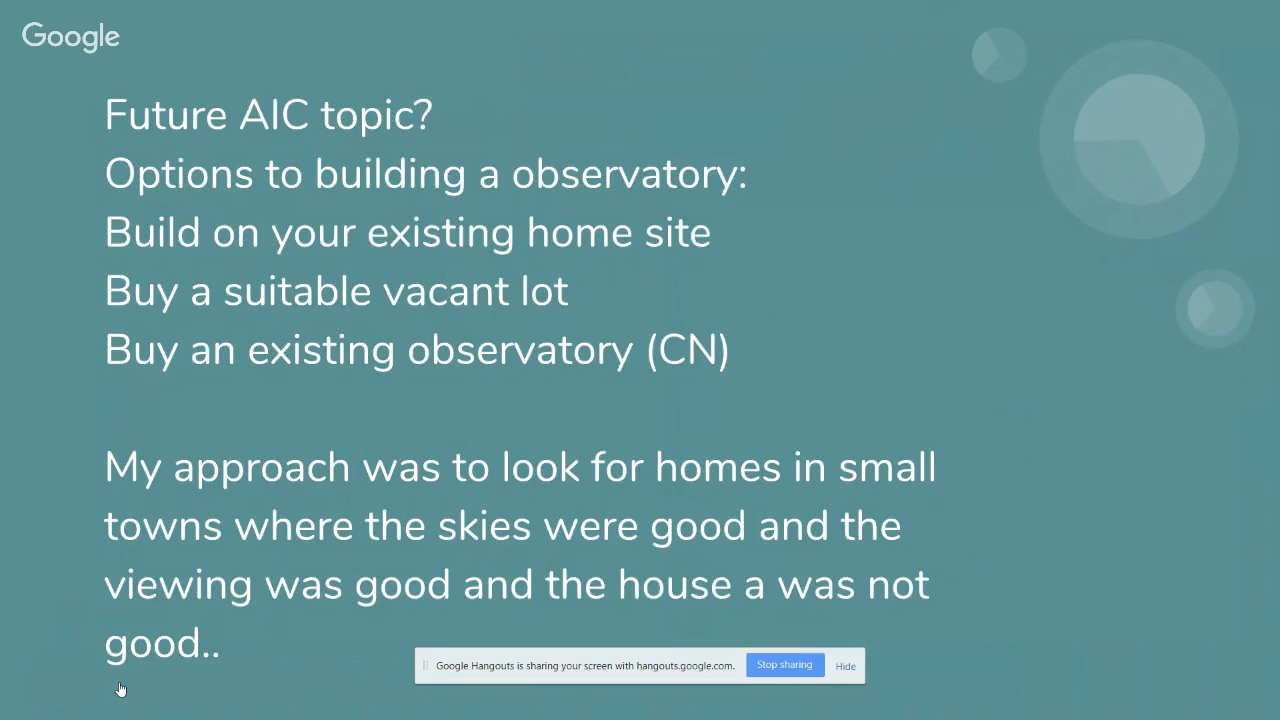 Google
Future AIC topic?
Options to building a observatory:
Build on your existing home site
Buy a suitable vacant lot
Buy an existing observatory (CN)
My approach was to look for homes in small
towns where the skies were good and the
viewing was good and the house a was not
good..
Google Hangouts is sharing your screen with hangouts.google.com. Stop sharing Hide